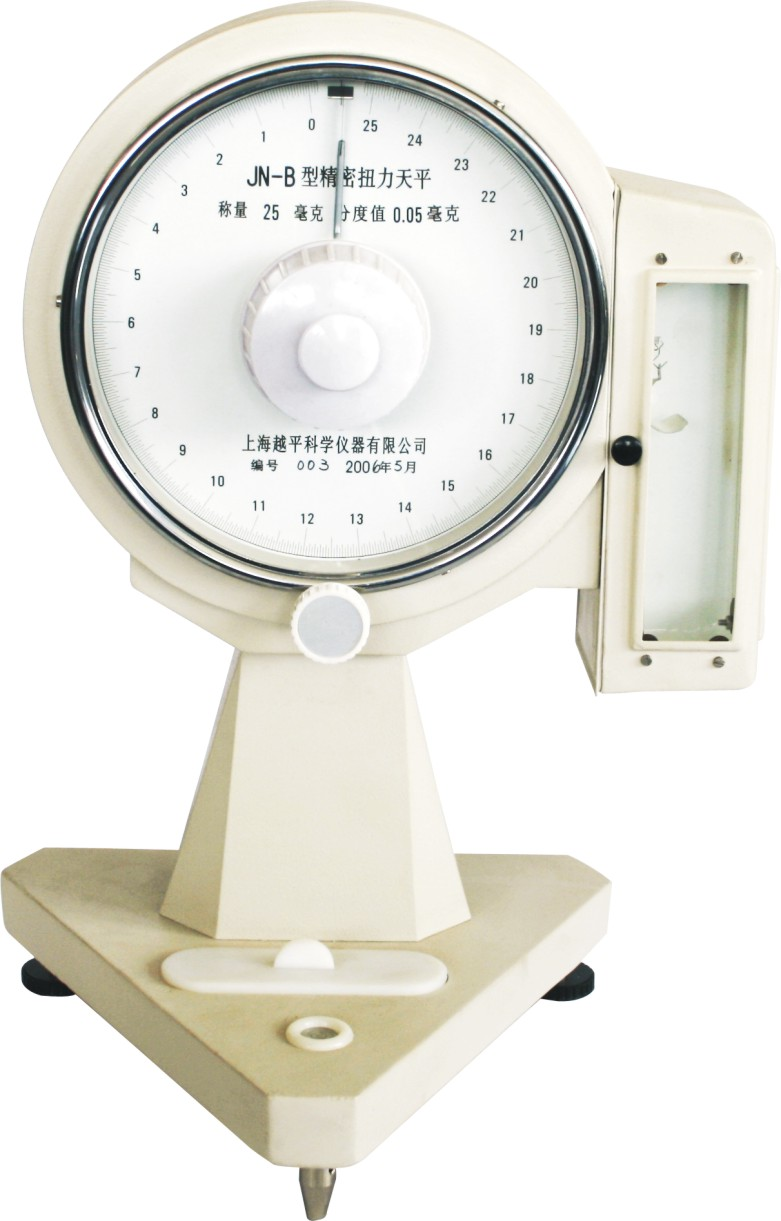 0 25 24 23 22 21 20 19 18 17 16 15 14 13 12 11 10 9 8 7 6 5 4 3 2 1
JN-B 型精密扭力天平
称量 25 毫克 分度值 0.05 毫克
上海越平科学仪器有限公司
编号 003 2006年5月